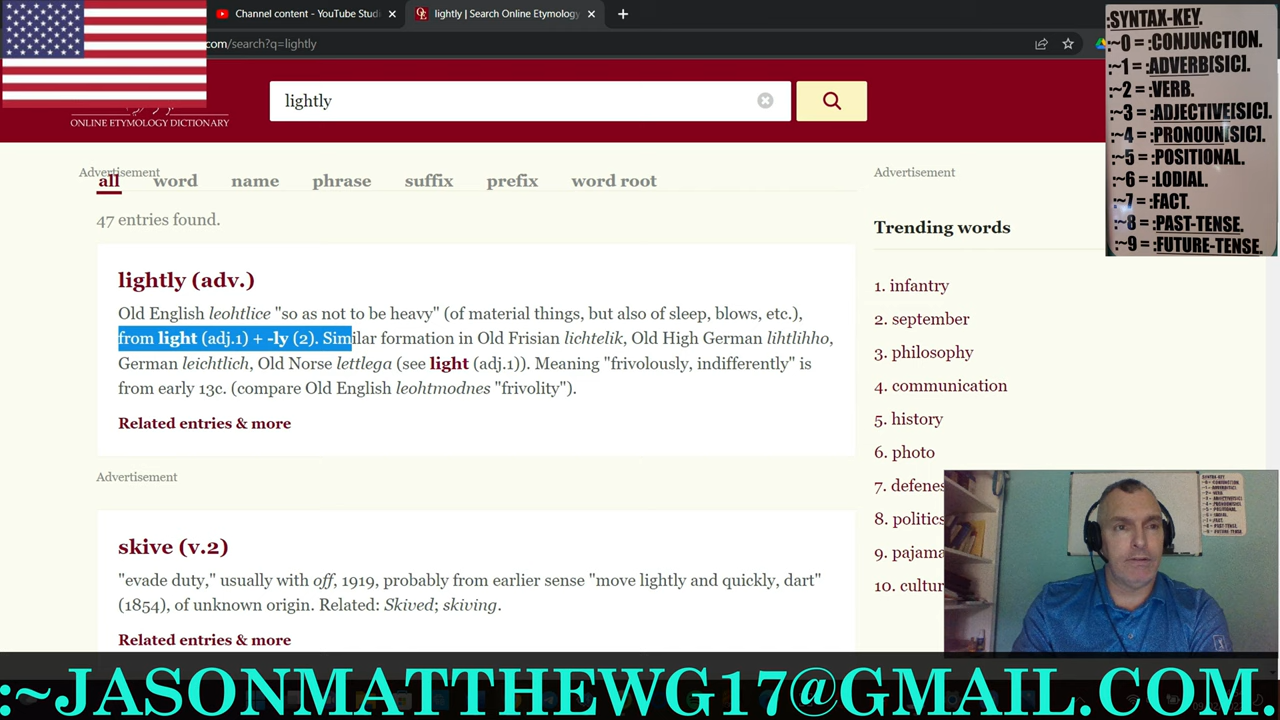 Channel content - YouTube Studi
lightly | Search Online Etymology
com/search?q=lightly
lightly
ONLINE ETYMOLOGY DICTIONARY
Advertisement
all word name phrase suffix prefix word root
47 entries found.
lightly (adv.)
Old English leohtlice "so as not to be heavy" (of material things, but also of sleep, blows, etc.),
from light (adj.1) + -ly (2). Similar formation in Old Frisian lichtelik, Old High German lihtlihho,
German leichtlich, Old Norse lettlega (see light (adj.1)). Meaning "frivolously, indifferently" is
from early 13c. (compare Old English leohtmodnes "frivolity").
Related entries & more
Advertisement
skive (v.2)
"evade duty," usually with off, 1919, probably from earlier sense "move lightly and quickly, dart"
(1854), of unknown origin. Related: Skived; skiving.
Related entries & more
Advertisement
Trending words
1. infantry
2. september
3. philosophy
4. communication
5. history
6. photo
7. defenes
8. politics
9. pajama
10. cultur
:SYNTAX-KEY.
:~0 = :CONJUNCTION.
:~1 = :ADVERB[SIC].
:~2 = :VERB.
:~3 = :ADJECTIVE[SIC].
:~4 = :PRONOUN[SIC].
:~5 = :POSITIONAL.
:~6 = :LODIAL.
:~7 = :FACT.
:~8 = :PAST-TENSE.
:~9 = :FUTURE-TENSE.
:~JASONMATTHEWG17@GMAIL.COM.